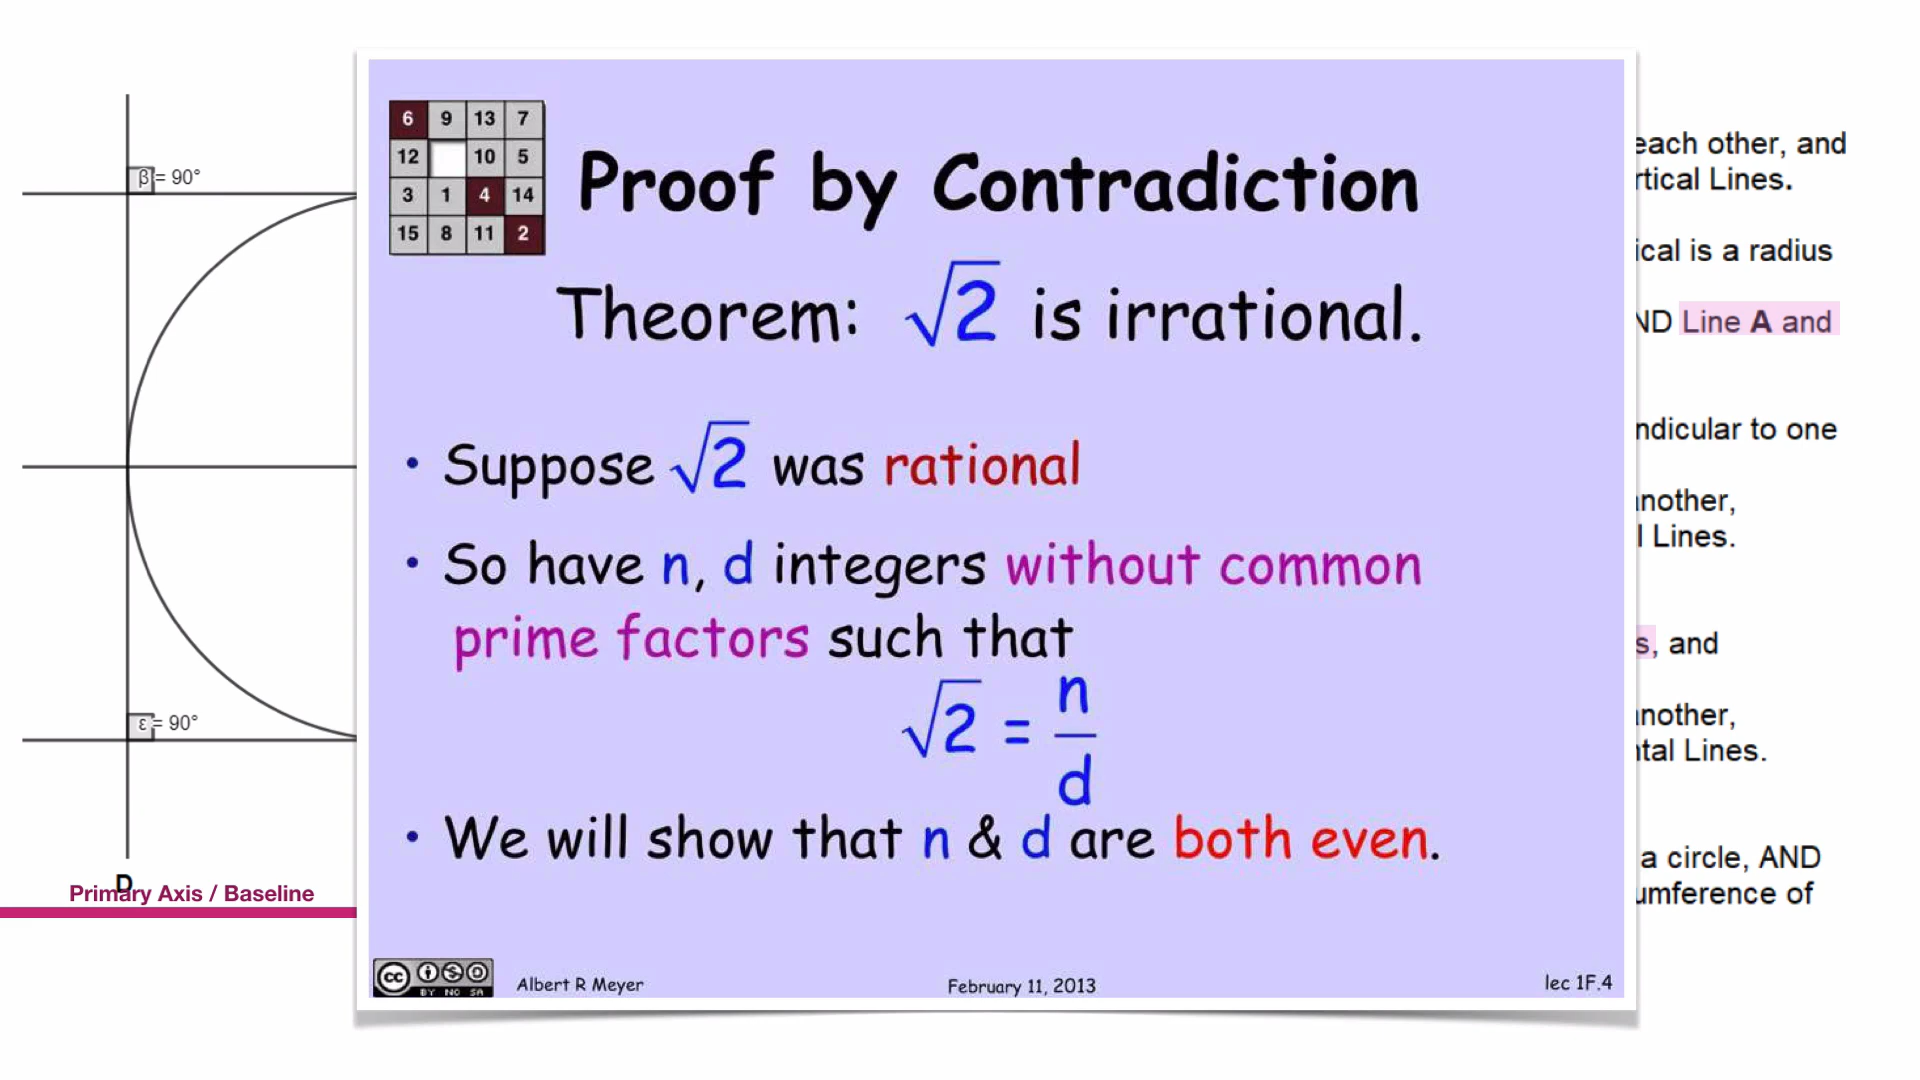 β = 90°
ε = 90°
D
Primary Axis / Baseline
6 9 13 7
12 10 5
3 1 4 14
15 8 11 2
Proof by Contradiction
Theorem: √2 is irrational.
• Suppose √2 was rational
• So have n, d integers without common
prime factors such that
√2 = n/d
• We will show that n & d are both even.
cc BY NC SA
Albert R Meyer
February 11, 2013
lec 1F.4
each other, and
rtical Lines.
ical is a radius
ND Line A and
ndicular to one
nother,
l Lines.
s, and
nother,
ntal Lines.
a circle, AND
umference of